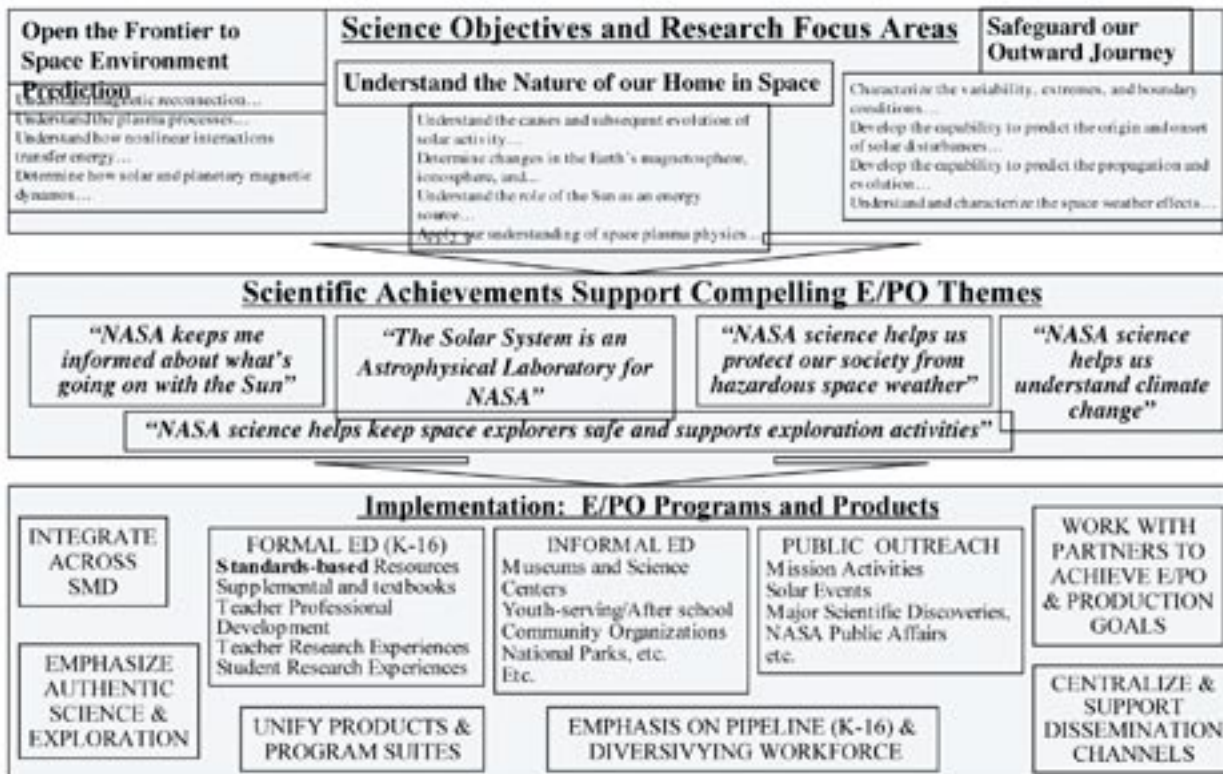 Science Objectives and Research Focus Areas
Open the Frontier to
Space Environment
Prediction
Understand magnetic reconnection…
Understand the plasma processes…
Understand how nonlinear interactions
transfer energy…
Determine how solar and planetary magnetic
dynamos…
Understand the Nature of our Home in Space
Understand the causes and subsequent evolution of
solar activity…
Determine changes in the Earth's magnetosphere,
ionosphere, and…
Understand the role of the Sun as an energy
source…
Apply our understanding of space plasma physics…
Safeguard our
Outward Journey
Characterize the variability, extremes, and boundary
conditions…
Develop the capability to predict the origin and onset
of solar disturbances…
Develop the capability to predict the propagation and
evolution…
Understand and characterize the space weather effects…
Scientific Achievements Support Compelling E/PO Themes
"NASA keeps me
informed about what's
going on with the Sun"
"The Solar System is an
Astrophysical Laboratory for
NASA"
"NASA science helps us
protect our society from
hazardous space weather"
"NASA science
helps us
understand climate
change"
"NASA science helps keep space explorers safe and supports exploration activities"
Implementation: E/PO Programs and Products
INTEGRATE
ACROSS
SMD
EMPHASIZE
AUTHENTIC
SCIENCE &
EXPLORATION
FORMAL ED (K-16)
Standards-based Resources
Supplemental and textbooks
Teacher Professional
Development
Teacher Research Experiences
Student Research Experiences
INFORMAL ED
Museums and Science
Centers
Youth-serving/After school
Community Organizations
National Parks, etc.
Etc.
PUBLIC OUTREACH
Mission Activities
Solar Events
Major Scientific Discoveries,
NASA Public Affairs
etc.
WORK WITH
PARTNERS TO
ACHIEVE E/PO
& PRODUCTION
GOALS
UNIFY PRODUCTS &
PROGRAM SUITES
EMPHASIS ON PIPELINE (K-16) &
DIVERSIVYING WORKFORCE
CENTRALIZE &
SUPPORT
DISSEMINATION
CHANNELS